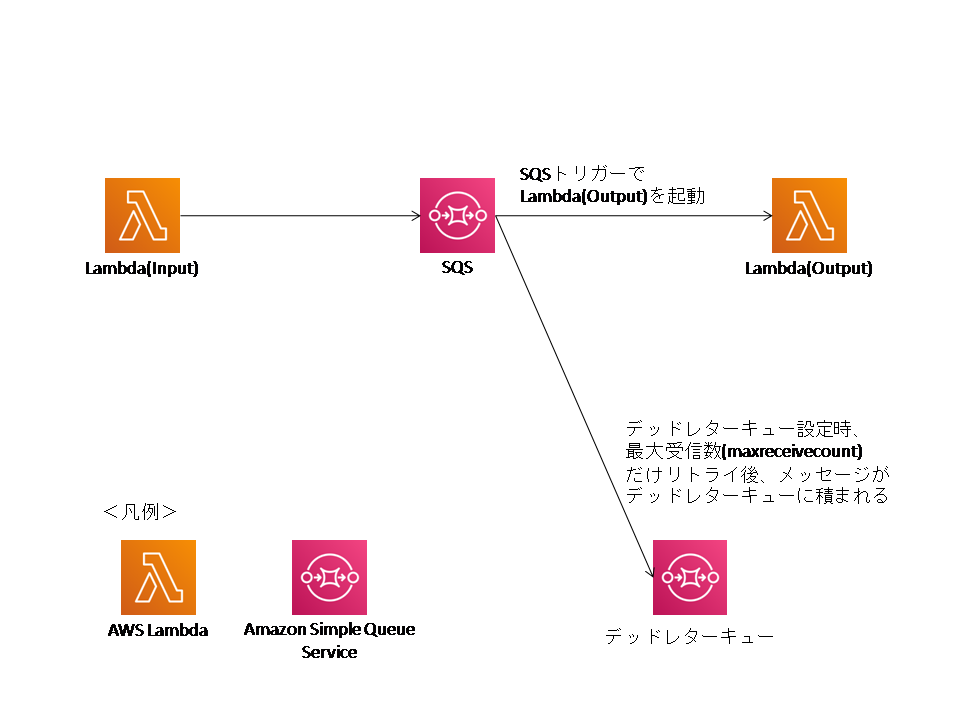 SQSトリガーで
Lambda(Output)を起動
Lambda(Input)
SQS
Lambda(Output)
デッドレターキュー設定時、
最大受信数(maxreceivecount)
だけリトライ後、メッセージが
デッドレターキューに積まれる
＜凡例＞
AWS Lambda
Amazon Simple Queue
Service
デッドレターキュー